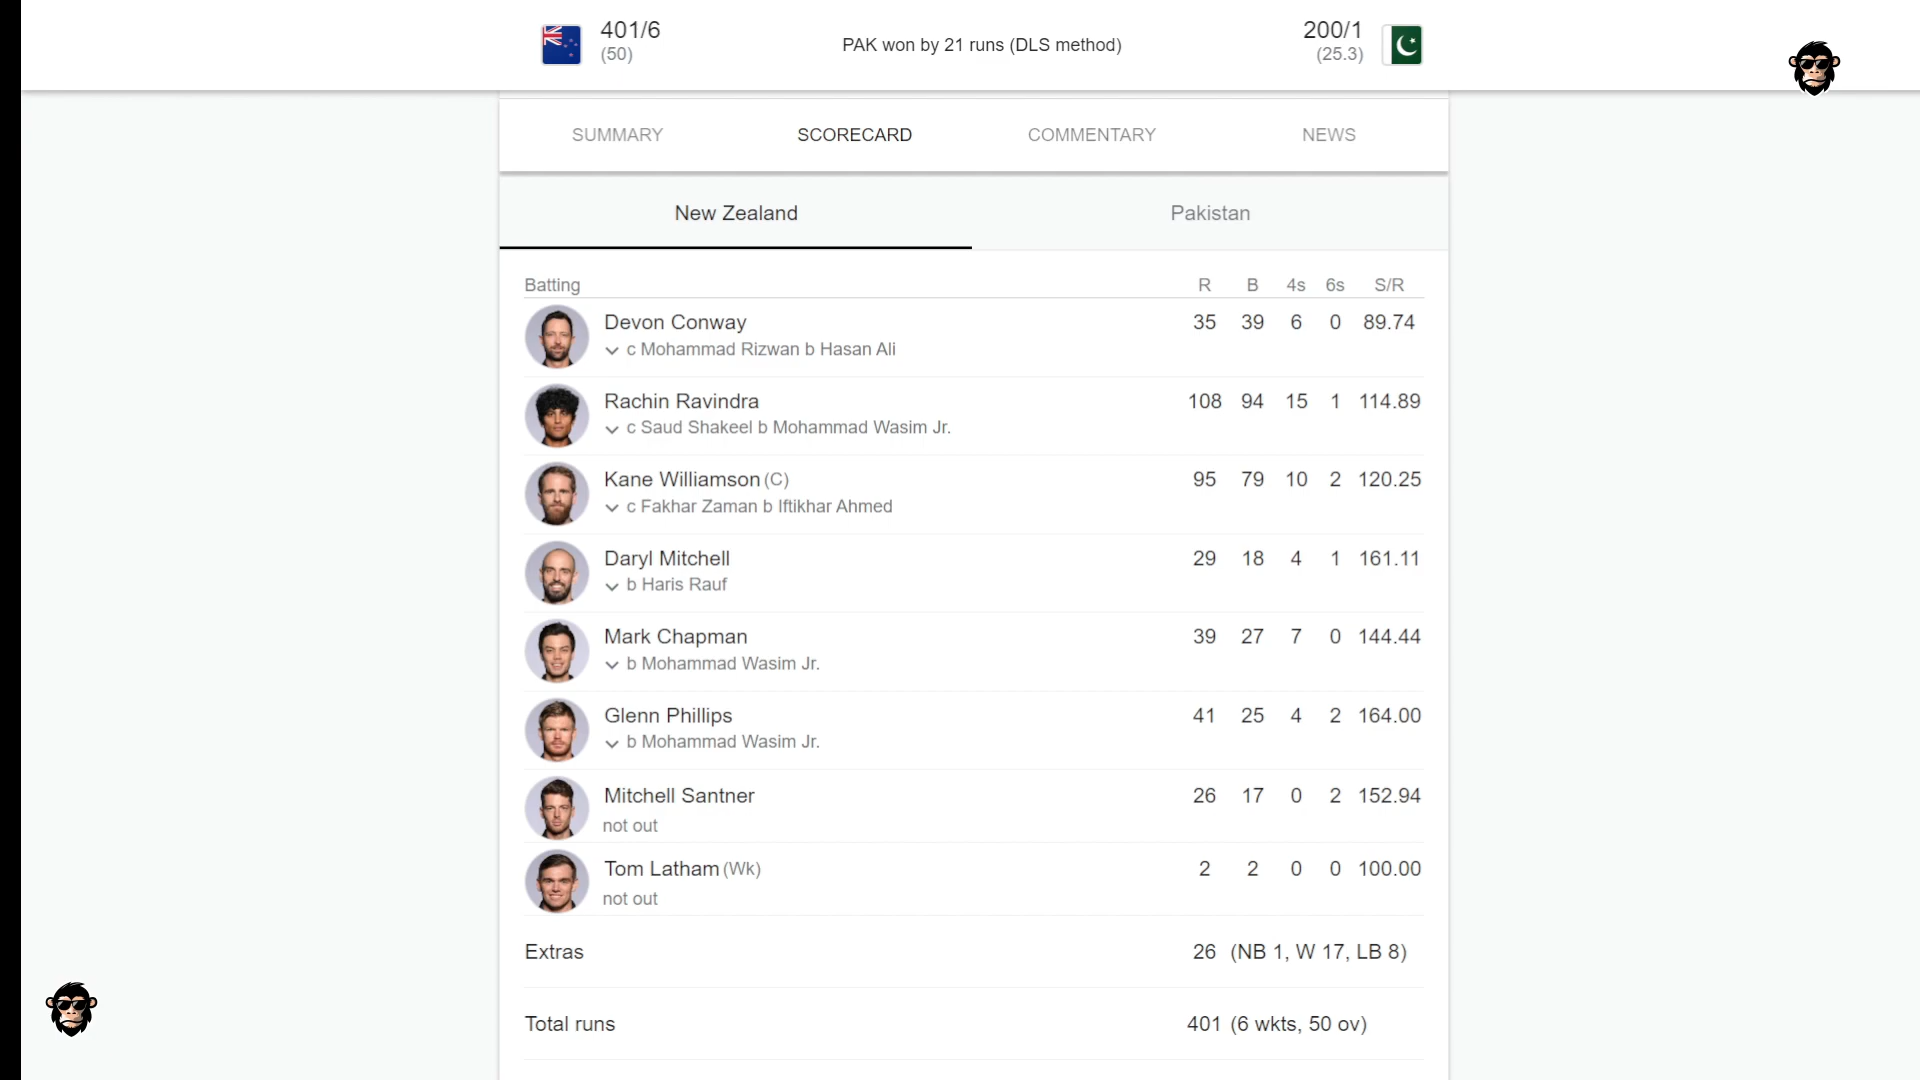 401/6
(50)
PAK won by 21 runs (DLS method)
200/1
(25.3)
SUMMARY SCORECARD COMMENTARY NEWS
New Zealand Pakistan
Batting R B 4s 6s S/R
Devon Conway 35 39 6 0 89.74
c Mohammad Rizwan b Hasan Ali
Rachin Ravindra 108 94 15 1 114.89
c Saud Shakeel b Mohammad Wasim Jr.
Kane Williamson (C) 95 79 10 2 120.25
c Fakhar Zaman b Iftikhar Ahmed
Daryl Mitchell 29 18 4 1 161.11
b Haris Rauf
Mark Chapman 39 27 7 0 144.44
b Mohammad Wasim Jr.
Glenn Phillips 41 25 4 2 164.00
b Mohammad Wasim Jr.
Mitchell Santner 26 17 0 2 152.94
not out
Tom Latham (Wk) 2 2 0 0 100.00
not out
Extras 26 (NB 1, W 17, LB 8)
Total runs 401 (6 wkts, 50 ov)